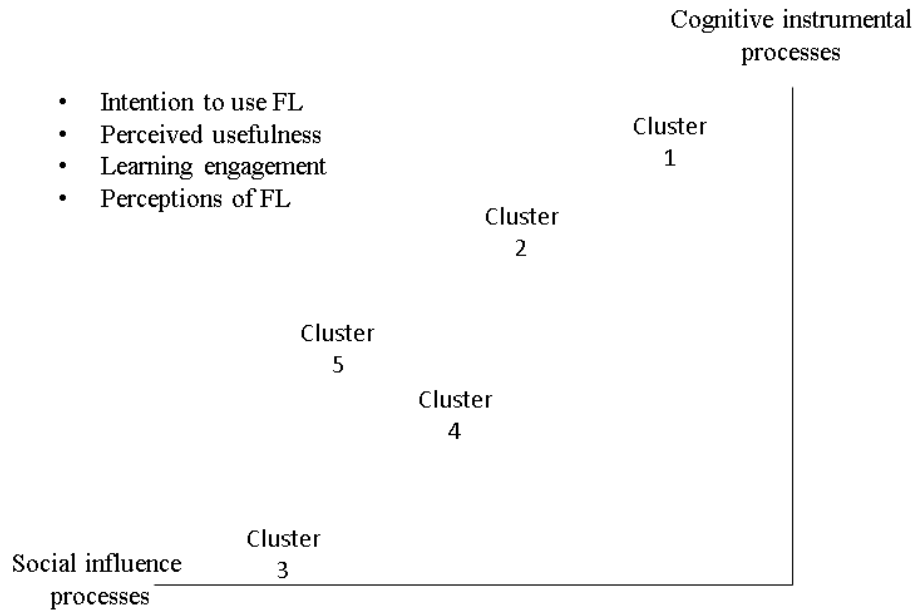 Cognitive instrumental
processes
• Intention to use FL
• Perceived usefulness
• Learning engagement
• Perceptions of FL
Cluster
1
Cluster
2
Cluster
5
Cluster
4
Cluster
3
Social influence
processes